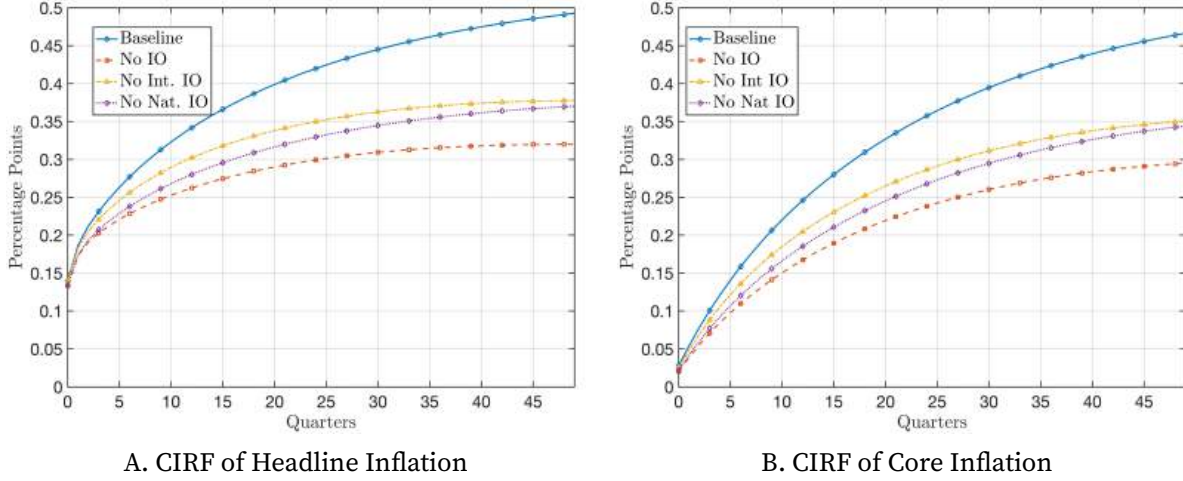 0.5
0.45
0.4
0.35
0.3
0.25
0.2
0.15
0.1
0.05
0
Percentage Points
Baseline
No IO
No Int. IO
No Nat. IO
0 5 10 15 20 25 30 35 40 45
Quarters
A. CIRF of Headline Inflation
0.5
0.45
0.4
0.35
0.3
0.25
0.2
0.15
0.1
0.05
0
Percentage Points
Baseline
No IO
No Int IO
No Nat IO
0 5 10 15 20 25 30 35 40 45
Quarters
B. CIRF of Core Inflation